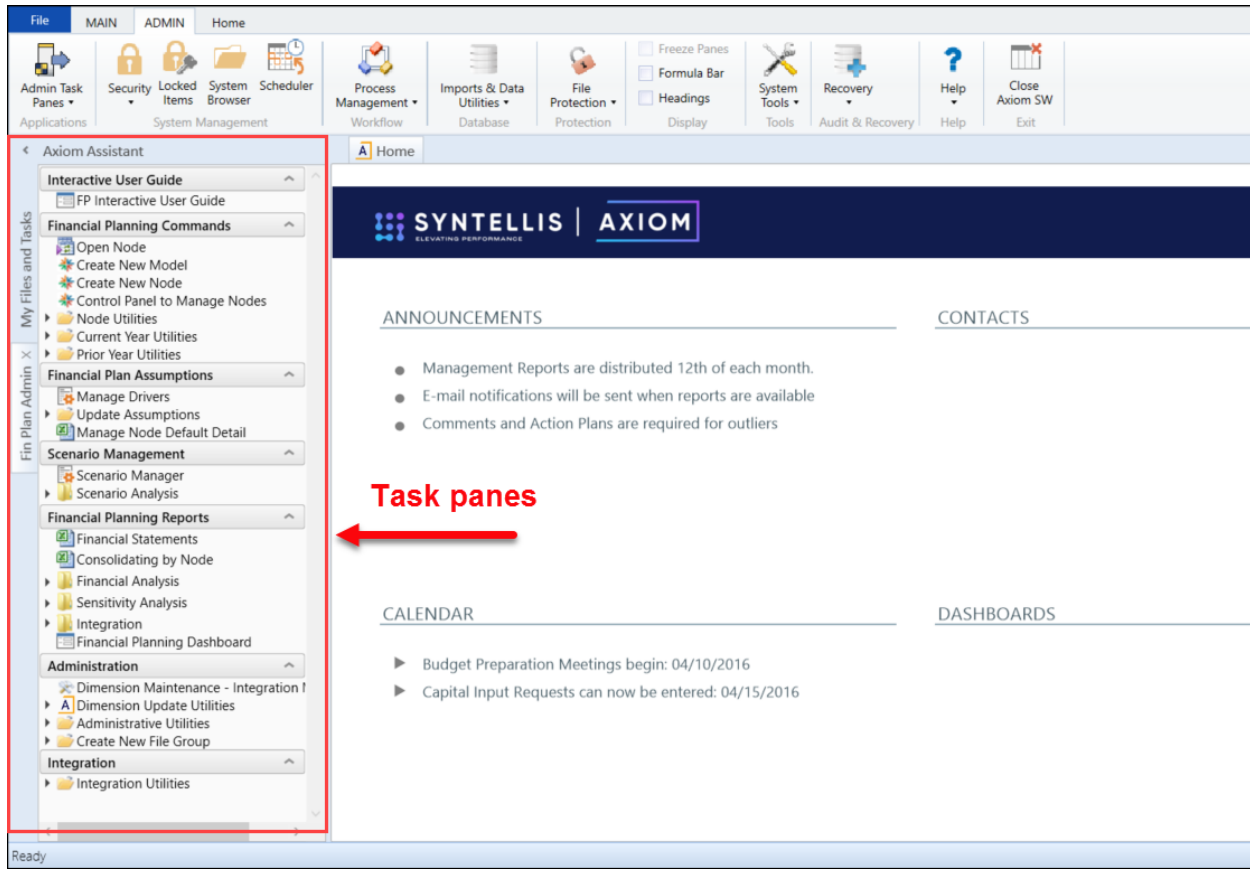 File MAIN ADMIN Home
Admin Task Panes
Security
Locked Items
System Browser
Scheduler
Process Management
Imports & Data Utilities
File Protection
Freeze Panes
Formula Bar
Headings
System Tools
Recovery
Help
Close Axiom SW
Applications System Management Workflow Database Protection Display Tools Audit & Recovery Help Exit
Axiom Assistant
A Home
My Files and Tasks
Fin Plan Admin X
Interactive User Guide
FP Interactive User Guide
Financial Planning Commands
Open Node
Create New Model
Create New Node
Control Panel to Manage Nodes
Node Utilities
Current Year Utilities
Prior Year Utilities
Financial Plan Assumptions
Manage Drivers
Update Assumptions
Manage Node Default Detail
Scenario Management
Scenario Manager
Scenario Analysis
Financial Planning Reports
Financial Statements
Consolidating by Node
Financial Analysis
Sensitivity Analysis
Integration
Financial Planning Dashboard
Administration
Dimension Maintenance - Integration
A Dimension Update Utilities
Administrative Utilities
Create New File Group
Integration
Integration Utilities
SYNTELLIS | AXIOM
ELEVATING PERFORMANCE
ANNOUNCEMENTS
Management Reports are distributed 12th of each month.
E-mail notifications will be sent when reports are available
Comments and Action Plans are required for outliers
CONTACTS
Task panes
CALENDAR
Budget Preparation Meetings begin: 04/10/2016
Capital Input Requests can now be entered: 04/15/2016
DASHBOARDS
Ready